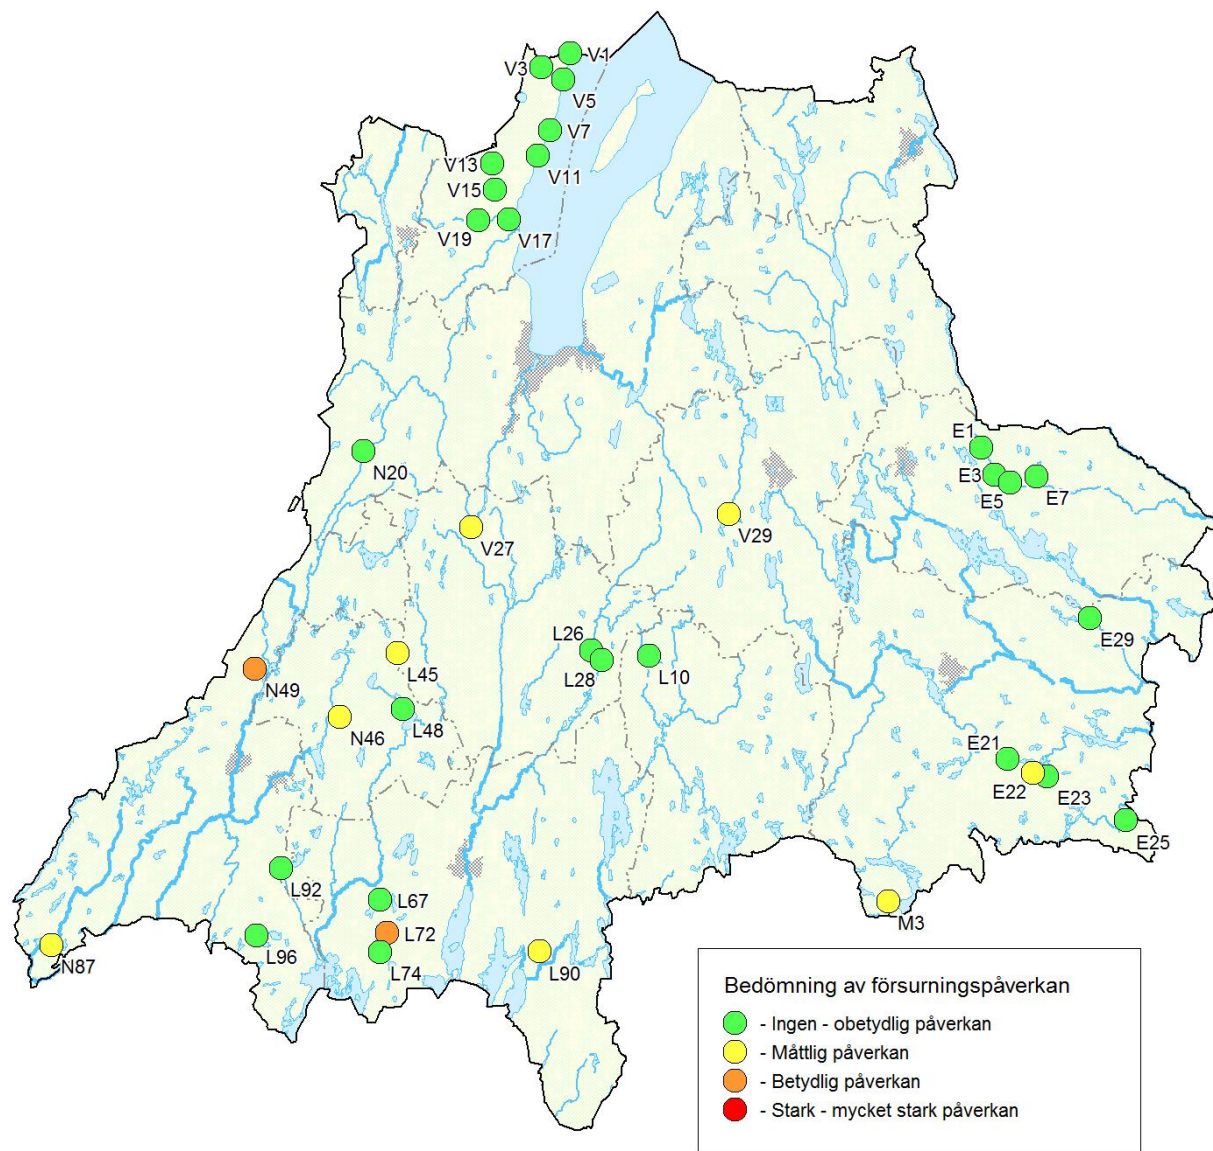 V1
V3
V5
V7
V11
V13
V15
V19
V17
E1
N20
E3
E7
E5
V27
V29
E29
L26
L45
L28
L10
N49
L48
N46
E21
E22
E23
E25
L92
L67
M3
L72
L96
L74
L90
N87
Bedömning av försurningspåverkan
- Ingen - obetydlig påverkan
- Måttlig påverkan
- Betydlig påverkan
- Stark - mycket stark påverkan